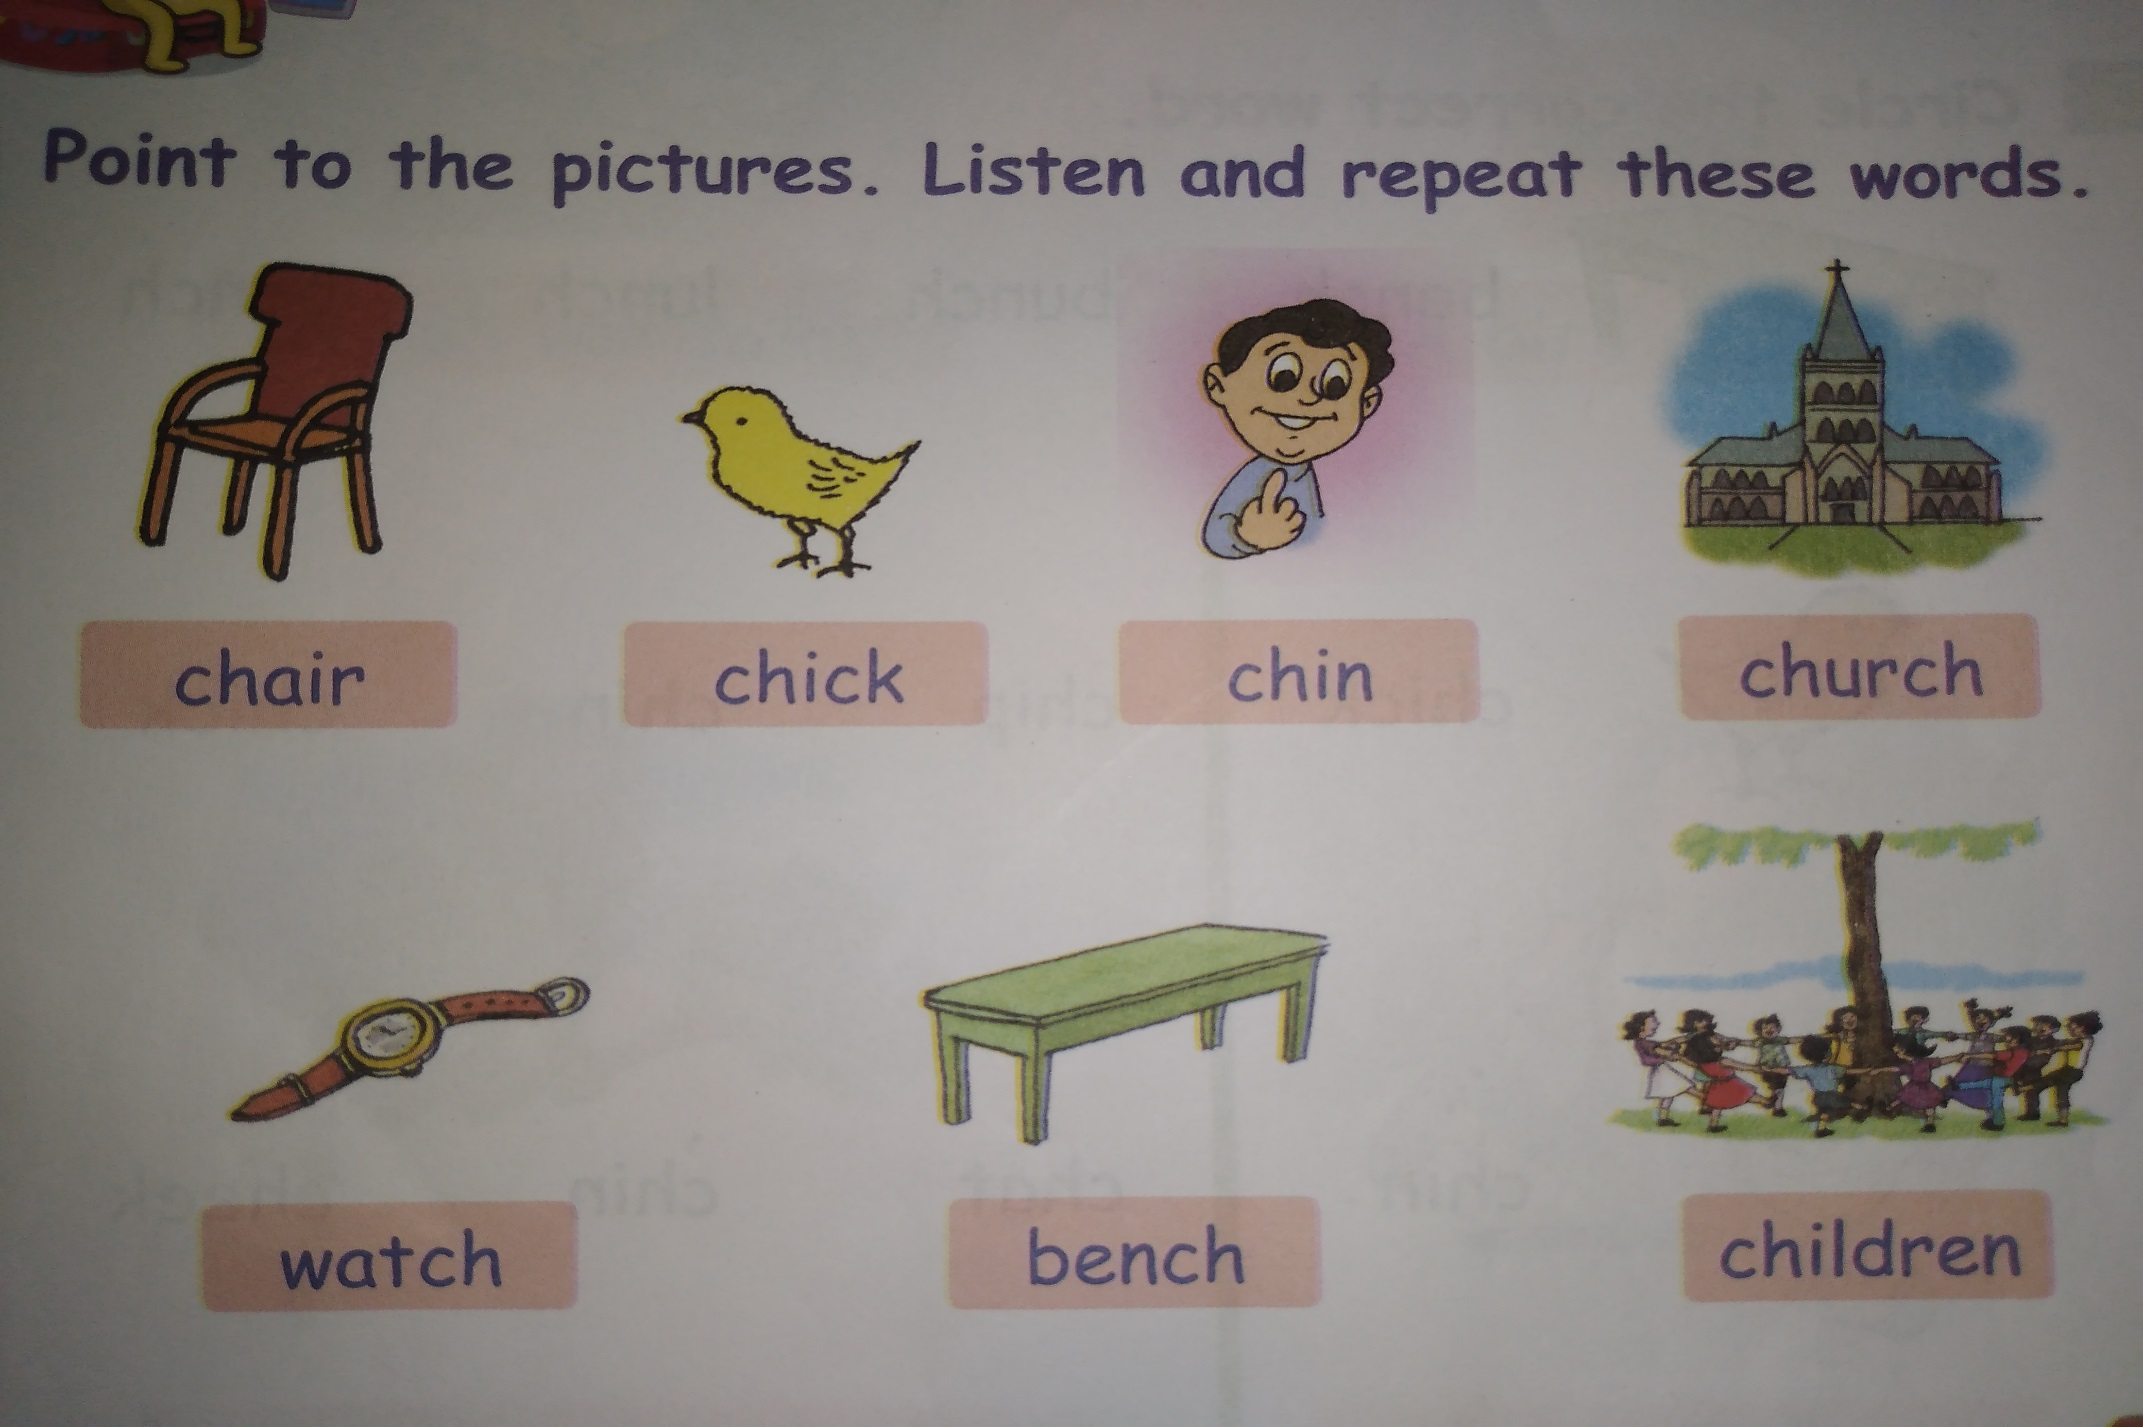 Point to the pictures. Listen and repeat these words.
chair chick chin church
watch bench children